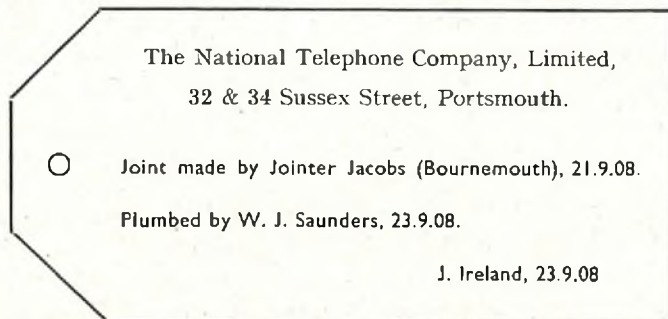 The National Telephone Company, Limited,
32 & 34 Sussex Street, Portsmouth.
Joint made by Jointer Jacobs (Bournemouth), 21.9.08.
Plumbed by W. J. Saunders, 23.9.08.
J. Ireland, 23.9.08